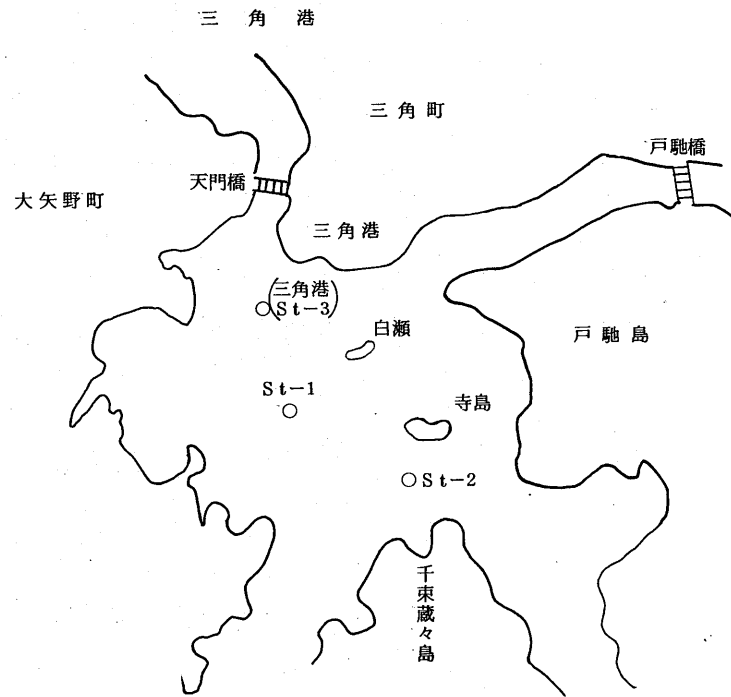 三角港
三角町
戸馳橋
天門橋
大矢野町
三角港
(三角港)
St-3
白瀬
戸馳島
St-1
寺島
St-2
千束蔵々島